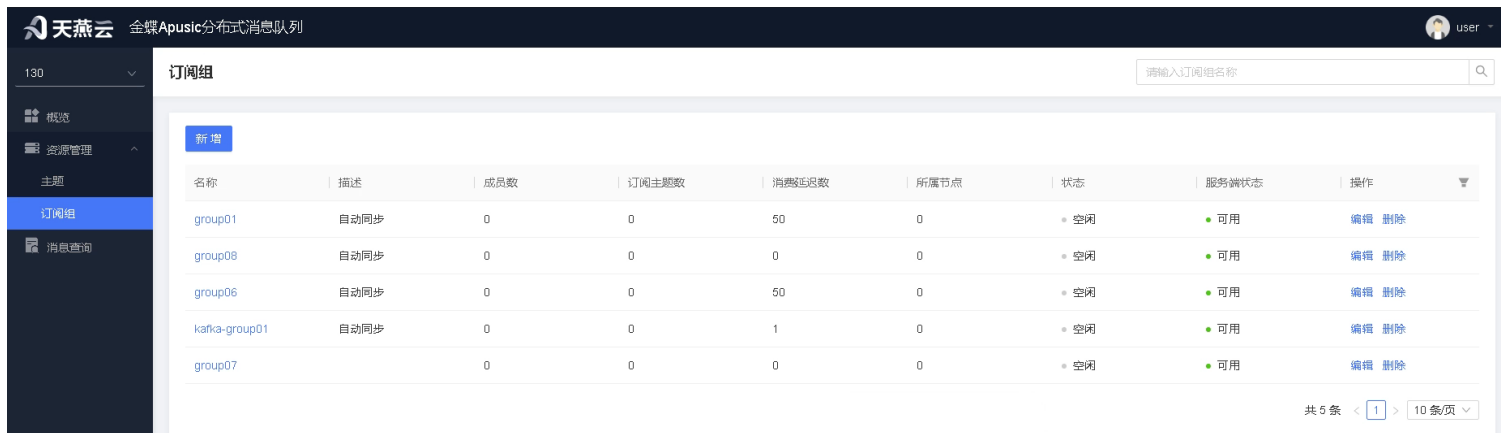 天燕云 金蝶Apusic分布式消息队列 user
130 订阅组 请输入订阅组名称
概览
新增
资源管理
主题
订阅组
消息查询
名称 描述 成员数 订阅主题数 消费延迟数 所属节点 状态 服务端状态 操作
group01 自动同步 0 0 50 0 空闲 可用 编辑 删除
group08 自动同步 0 0 0 0 空闲 可用 编辑 删除
group06 自动同步 0 0 50 0 空闲 可用 编辑 删除
kafka-group01 自动同步 0 0 1 0 空闲 可用 编辑 删除
group07 0 0 0 0 空闲 可用 编辑 删除
共 5 条 < 1 > 10 条/页